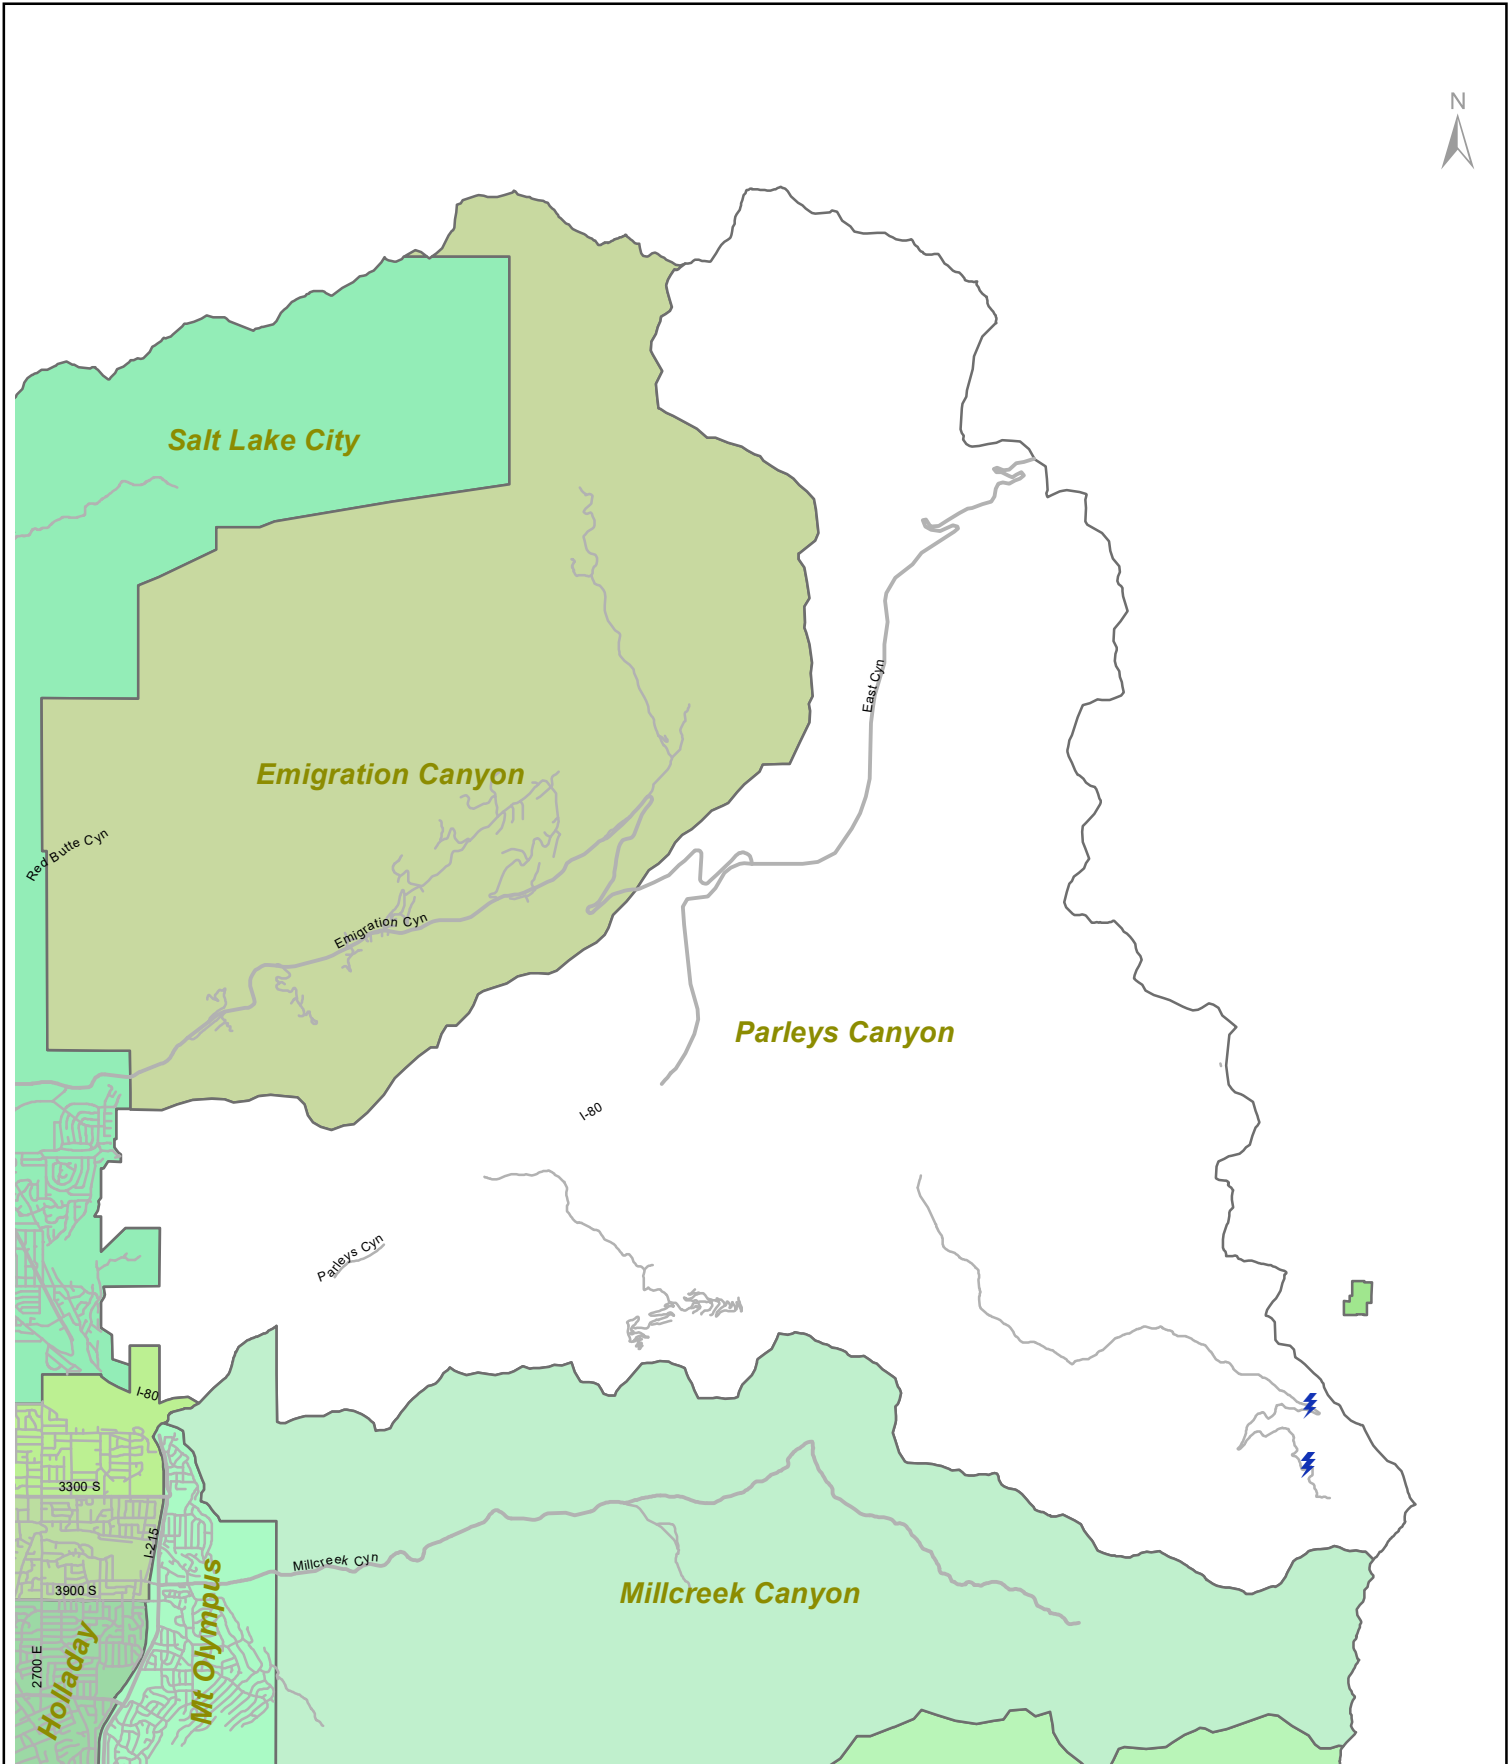 N
Salt Lake City
East Cyn
Emigration Canyon
Red Butte Cyn
Emigration Cyn
Parleys Canyon
I-80
Parleys Cyn
I-80
3300 S
I-215
Millcreek Cyn
3900 S
Millcreek Canyon
Holladay
Mt Olympus
2700 E